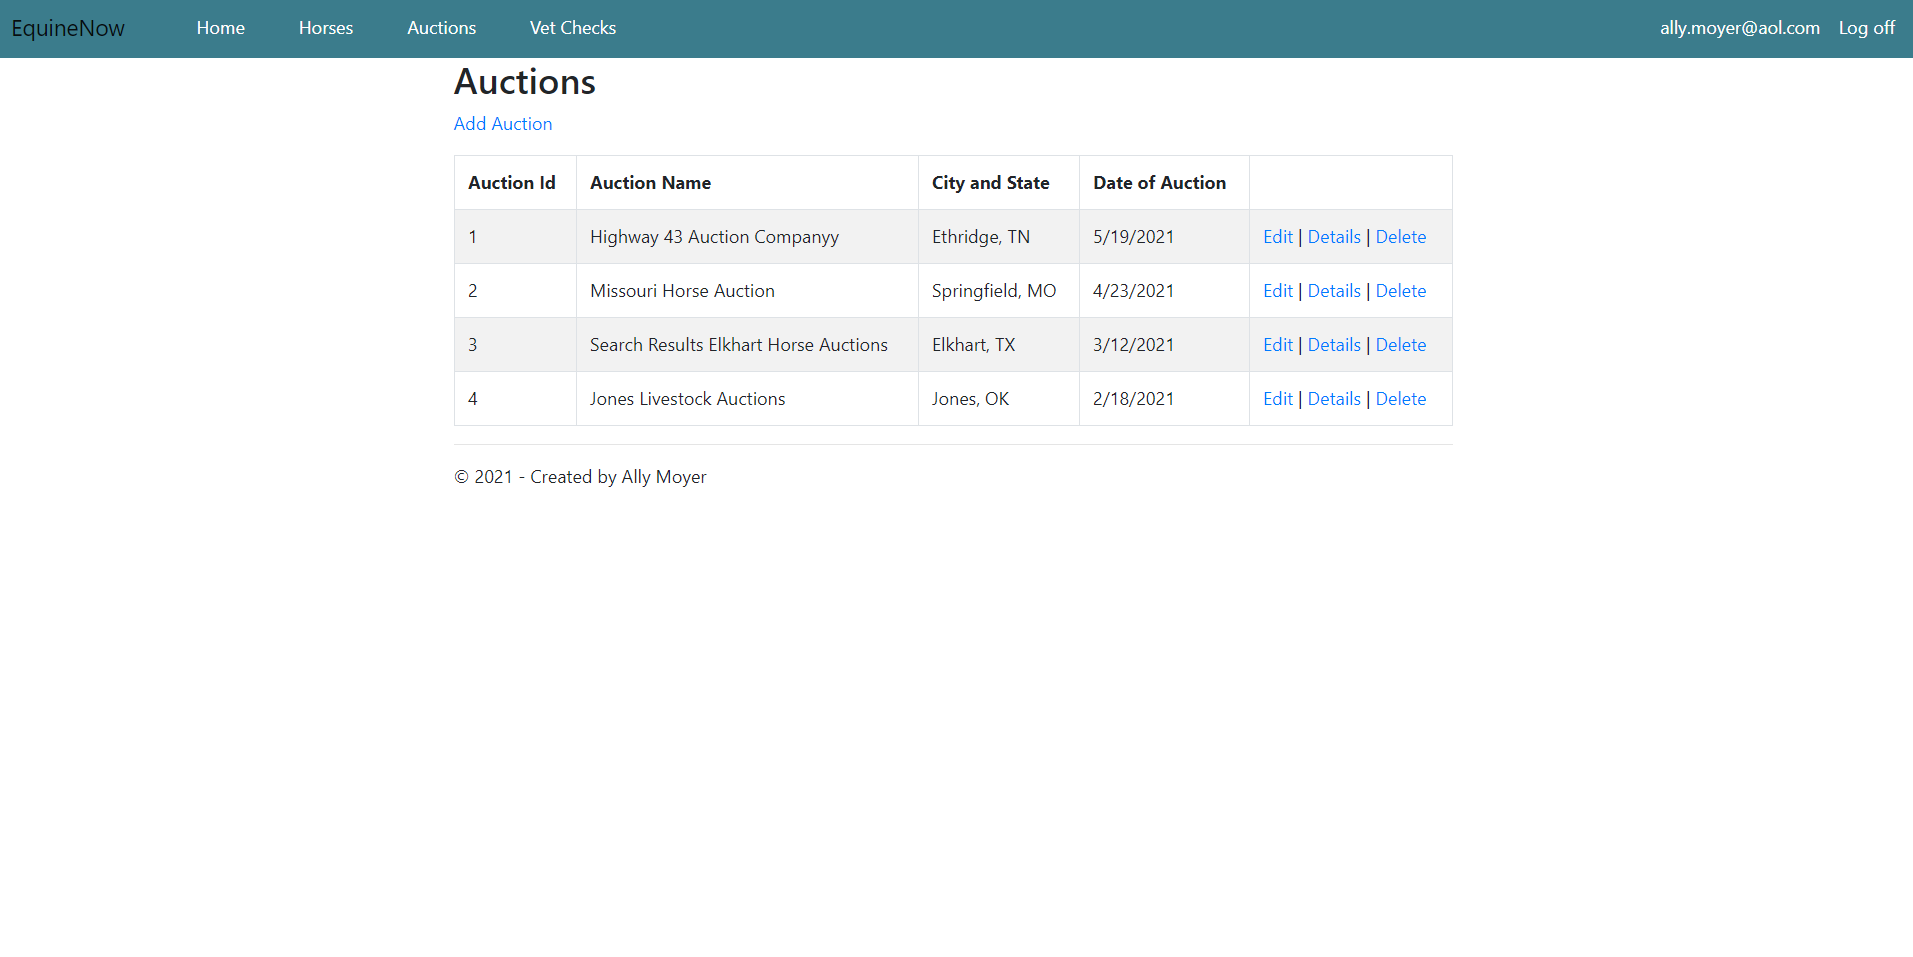 EquineNow Home Horses Auctions Vet Checks ally.moyer@aol.com Log off
Auctions
Add Auction
Auction Id Auction Name City and State Date of Auction
1 Highway 43 Auction Companyy Ethridge, TN 5/19/2021 Edit | Details | Delete
2 Missouri Horse Auction Springfield, MO 4/23/2021 Edit | Details | Delete
3 Search Results Elkhart Horse Auctions Elkhart, TX 3/12/2021 Edit | Details | Delete
4 Jones Livestock Auctions Jones, OK 2/18/2021 Edit | Details | Delete
© 2021 - Created by Ally Moyer